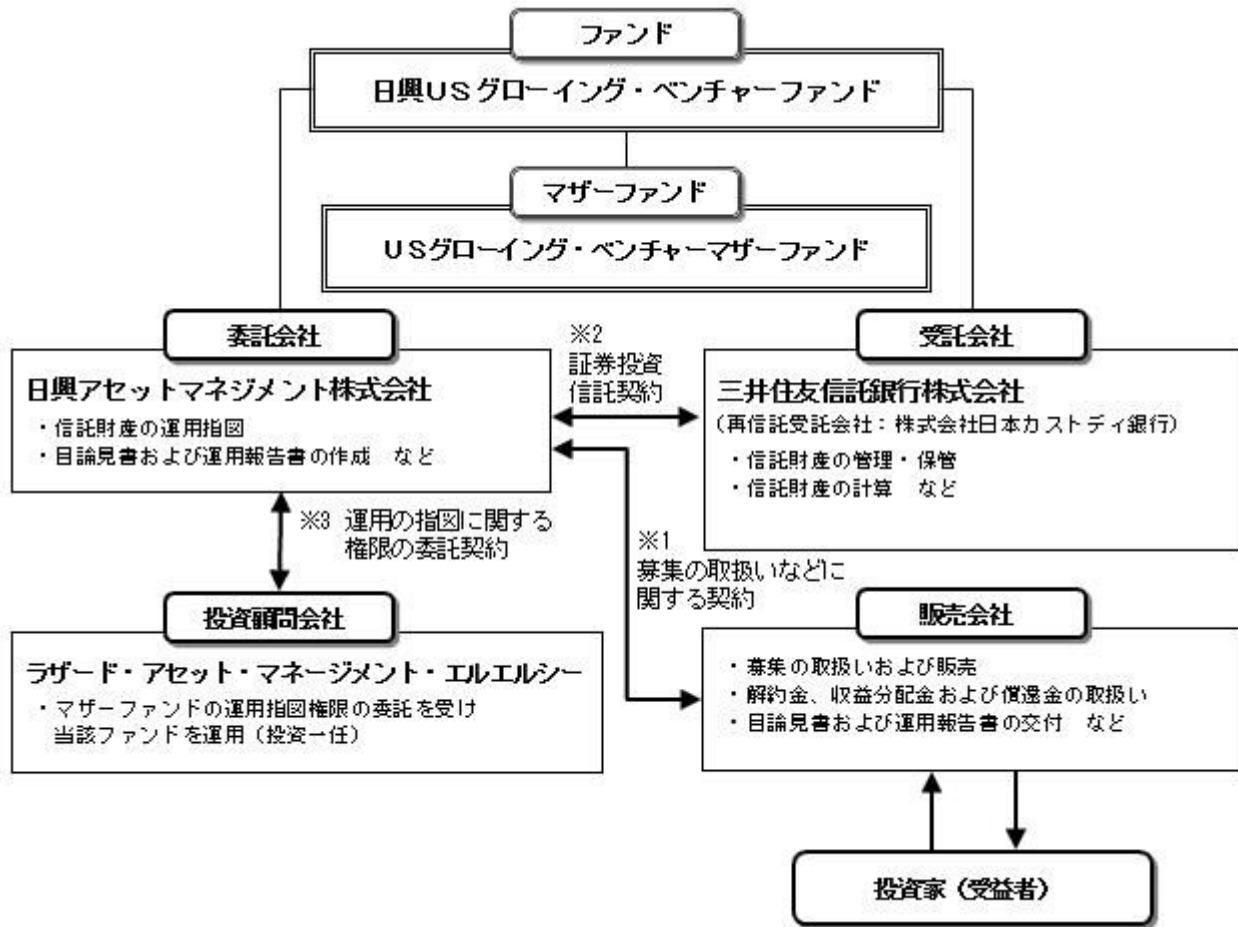 ファンド
日興USグローイング・ベンチャーファンド
マザーファンド
USグローイング・ベンチャーマザーファンド
委託会社
日興アセットマネジメント株式会社
・信託財産の運用指図
・目論見書および運用報告書の作成 など
※2
証券投資
信託契約
受託会社
三井住友信託銀行株式会社
(再信託受託会社：株式会社日本カストディ銀行)
・信託財産の管理・保管
・信託財産の計算 など
※3 運用の指図に関する
権限の委託契約
※1
募集の取扱いなどに
関する契約
投資顧問会社
ラザード・アセット・マネージメント・エルエルシー
・マザーファンドの運用指図権限の委託を受け
当該ファンドを運用（投資一任）
販売会社
・募集の取扱いおよび販売
・解約金、収益分配金および償還金の取扱い
・目論見書および運用報告書の交付 など
投資家（受益者）